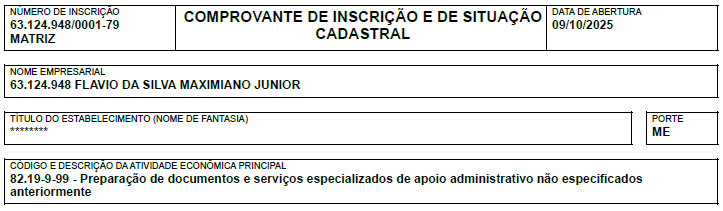 NÚMERO DE INSCRIÇÃO
63.124.948/0001-79
MATRIZ
COMPROVANTE DE INSCRIÇÃO E DE SITUAÇÃO
CADASTRAL
DATA DE ABERTURA
09/10/2025
NOME EMPRESARIAL
63.124.948 FLAVIO DA SILVA MAXIMIANO JUNIOR
TÍTULO DO ESTABELECIMENTO (NOME DE FANTASIA)
********
PORTE
ME
CÓDIGO E DESCRIÇÃO DA ATIVIDADE ECONÔMICA PRINCIPAL
82.19-9-99 - Preparação de documentos e serviços especializados de apoio administrativo não especificados
anteriormente